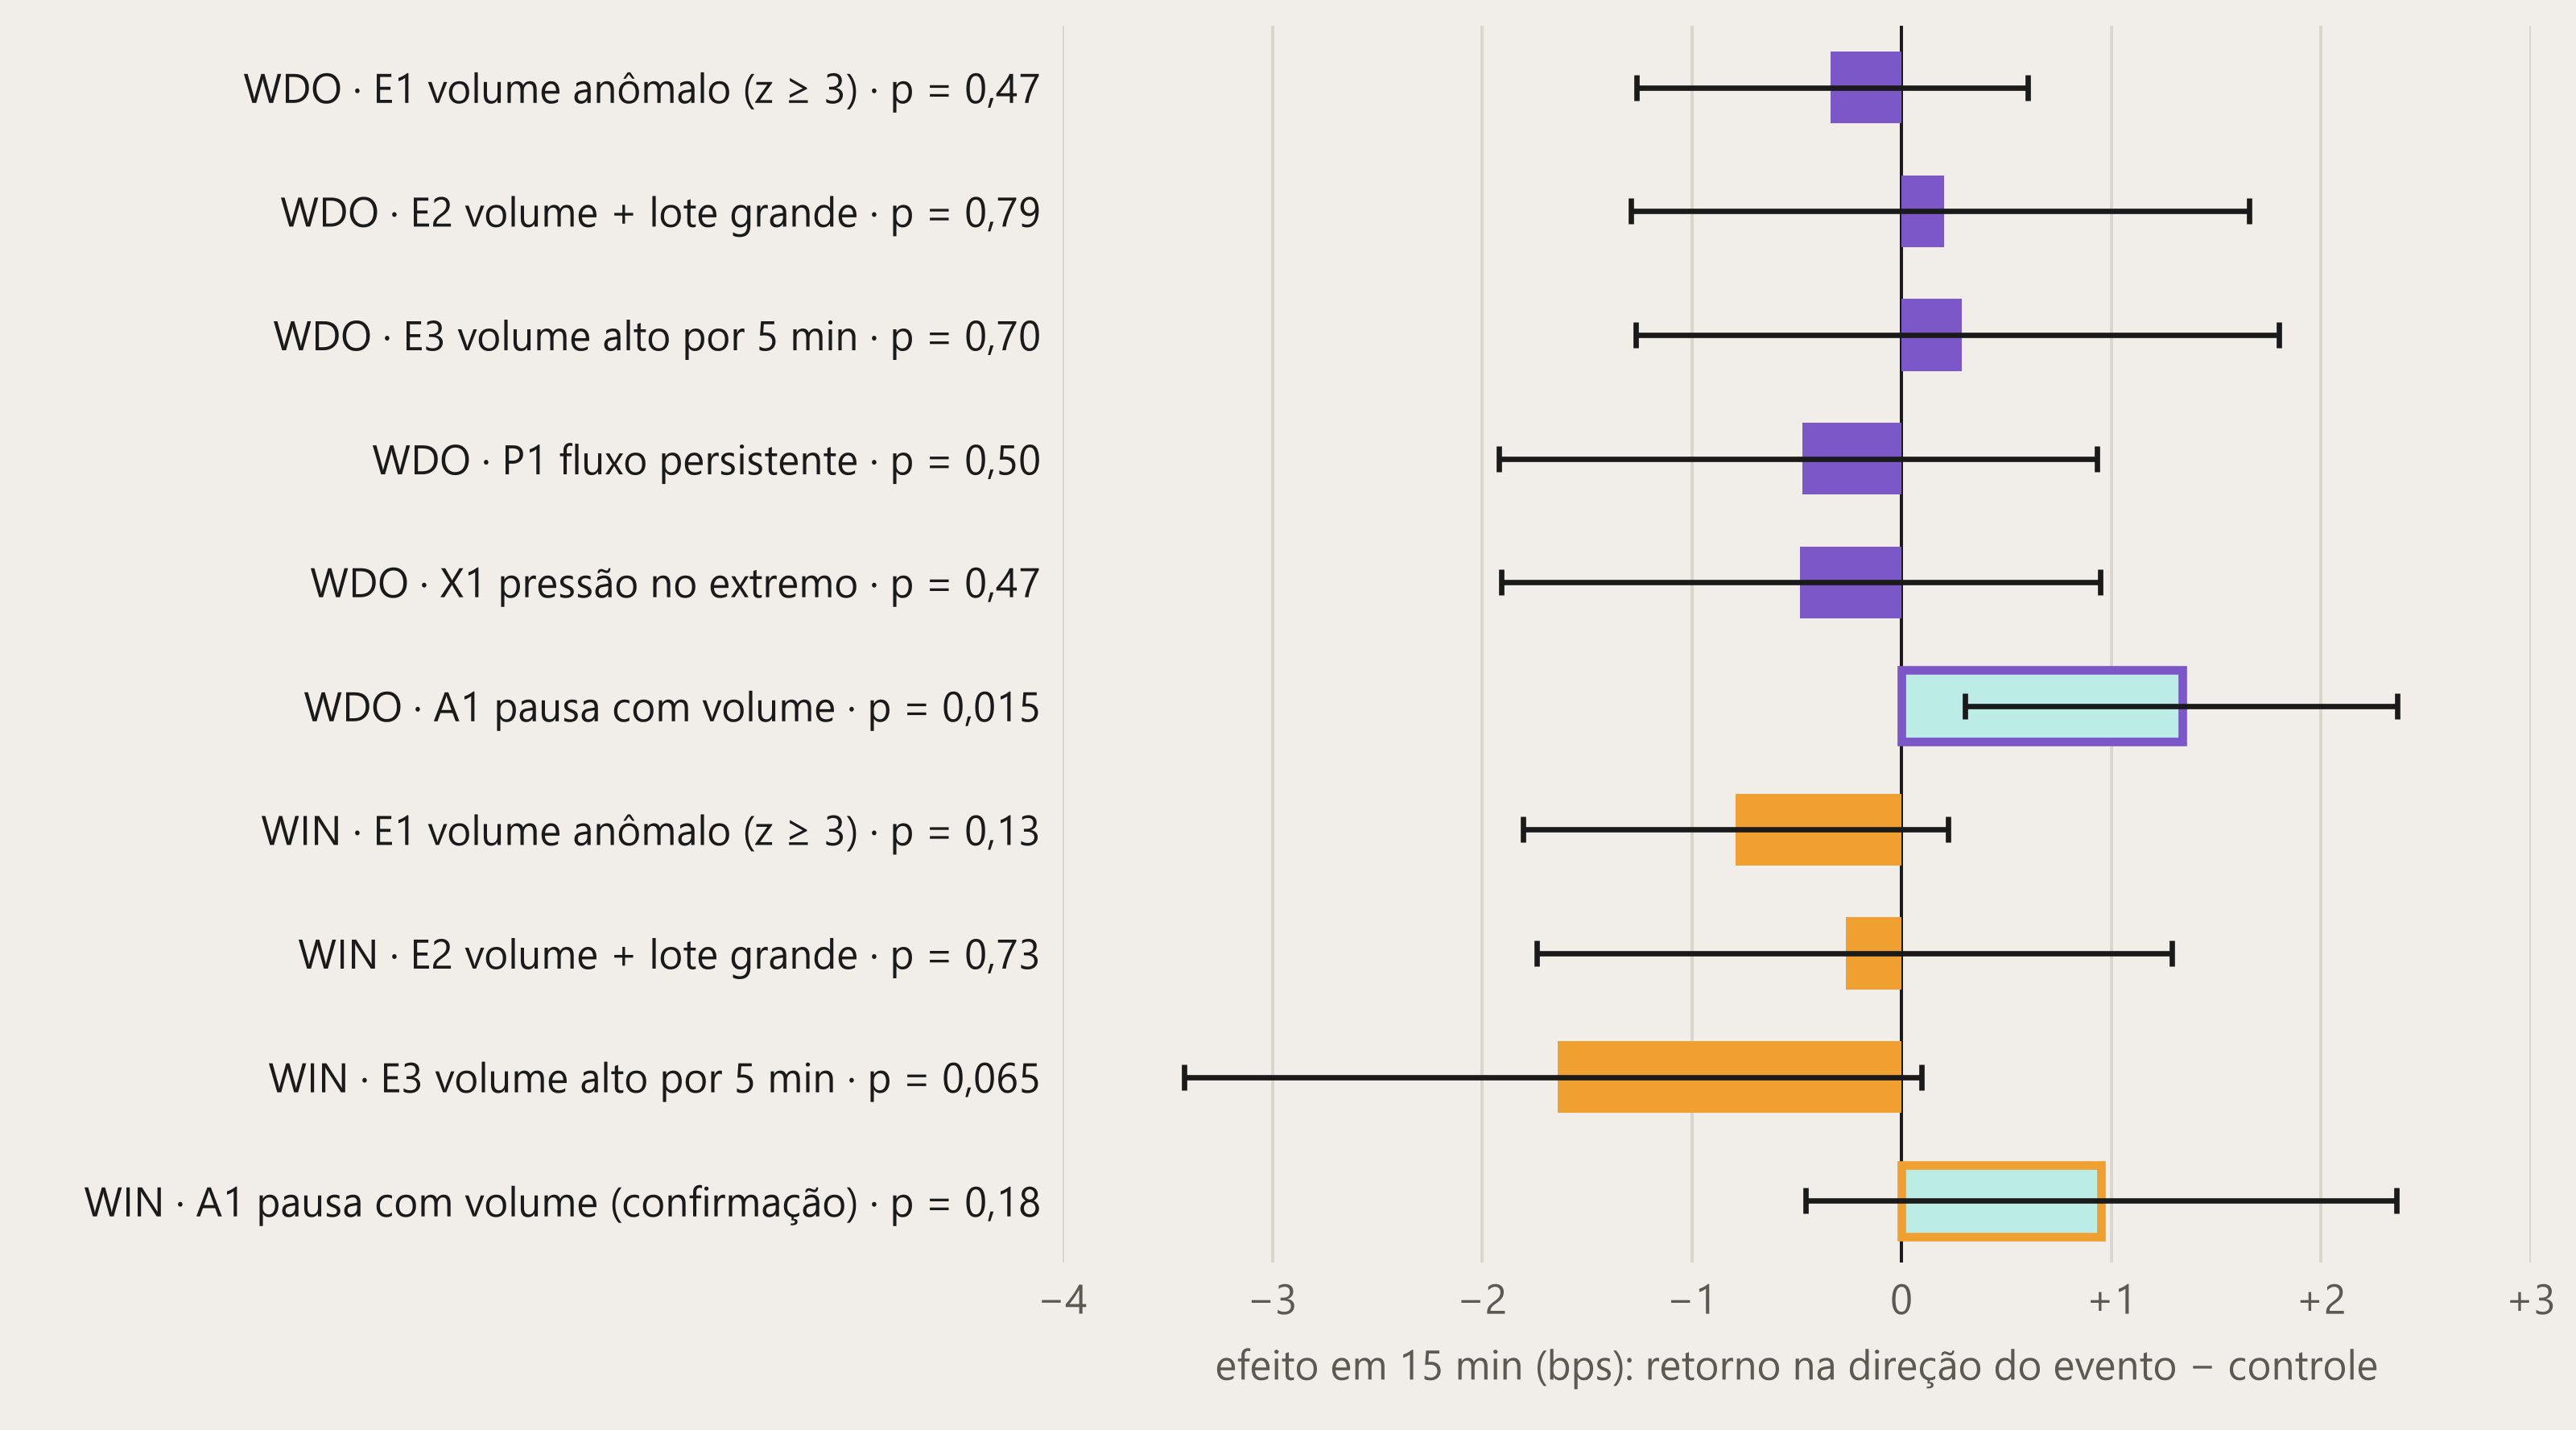 WDO · E1 volume anômalo (z ≥ 3) · p = 0,47
WDO · E2 volume + lote grande · p = 0,79
WDO · E3 volume alto por 5 min · p = 0,70
WDO · P1 fluxo persistente · p = 0,50
WDO · X1 pressão no extremo · p = 0,47
WDO · A1 pausa com volume · p = 0,015
WIN · E1 volume anômalo (z ≥ 3) · p = 0,13
WIN · E2 volume + lote grande · p = 0,73
WIN · E3 volume alto por 5 min · p = 0,065
WIN · A1 pausa com volume (confirmação) · p = 0,18
−4 −3 −2 −1 0 +1 +2 +3
efeito em 15 min (bps): retorno na direção do evento − controle